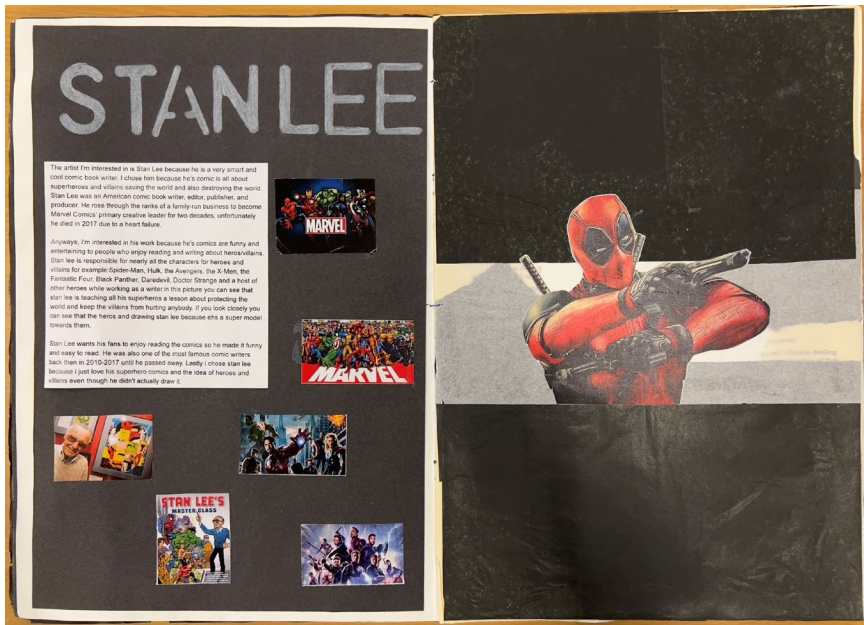 STAN LEE
The artist I'm interested in is Stan Lee because he is a very smart and
cool comic book writer. I chose him because he's comic is all about
superheroes and villains saving the world and also destroying the world.
Stan Lee was an American comic book writer, editor, publisher, and
producer. He rose through the ranks of a family-run business to become
Marvel Comics' primary creative leader for two decades, unfortunately
he died in 2017 due to a heart failure.
Anyways, I'm interested in his work because he's comics are funny and
entertaining to people who enjoy reading and writing about heros/villains.
Stan lee is responsible for nearly all the characters for heroes and
villains for example:Spider-Man, Hulk, the Avengers, the X-Men, the
Fantastic Four, Black Panther, Daredevil, Doctor Strange and a host of
other heroes while working as a writer.in this picture you can see that
stan lee is teaching all his superheros a lesson about protecting the
world and keep the villains from hurting anybody. If you look closely you
can see that the heros and drawing stan lee because ehs a super model
towards them.
Stan Lee wants his fans to enjoy reading the comics so he made it funny
and easy to read. He was also one of the most famous comic writers
back then in 2010-2017 until he passed away. Lastly i chose stan lee
because i just love his superhero comics and the idea of heroes and
villains even though he didn't actually draw it.
MARVEL
MARVEL
STAN LEE'S
MASTER CLASS